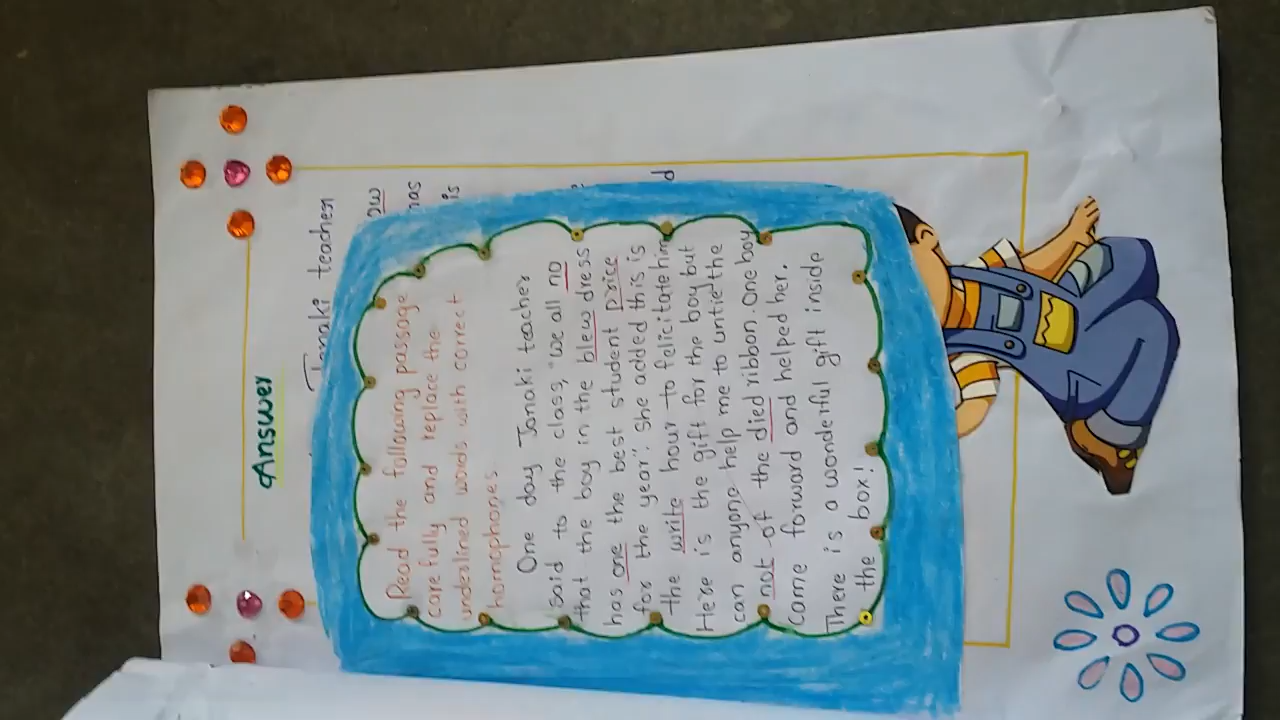 Answer
Janaki teacher
ow
has
is
?
d
Read the following passage
carefully and replace the
underlined words with correct
homophones.
One day Janaki teacher
said to the class, "we all no
that the boy in the blew dress
has one the best student price
for the year". She added this is
the write hour to felicitate him
Here is the gift for the boy but
can anyone help me to untie the
not of the died ribbon. One boy
Came forward and helped her.
There is a wonderful gift inside
the box!